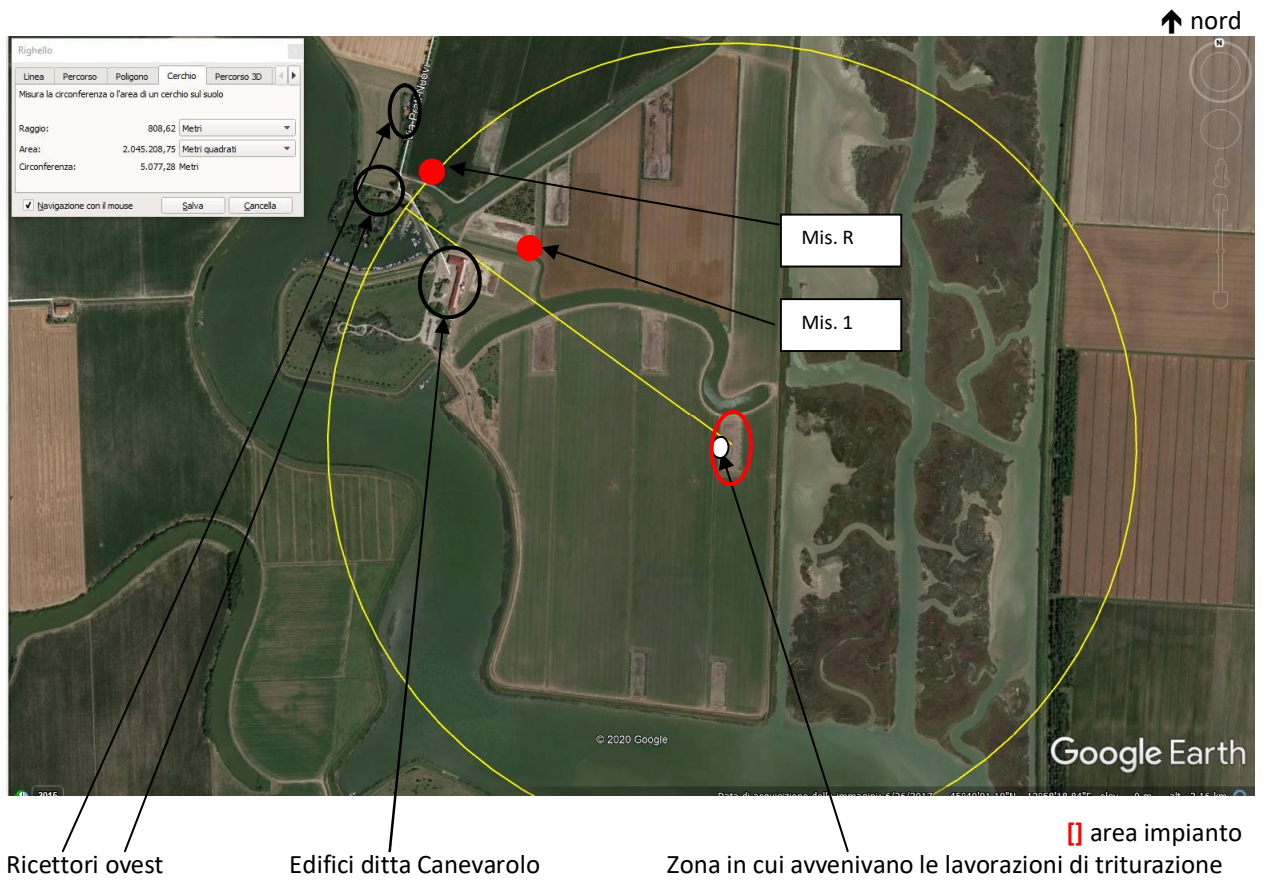 ↑ nord
Righello
Linea Percorso Poligono Cerchio Percorso 3D
Misura la circonferenza o l'area di un cerchio sul suolo
Raggio: 808,62 Metri
Area: 2.045.208,75 Metri quadrati
Circonferenza: 5.077,28 Metri
Navigazione con il mouse Salva Cancella
N
Mis. R
Mis. 1
© 2020 Google
Google Earth
2015
[] area impianto
Ricettori ovest Edifici ditta Canevarolo Zona in cui avvenivano le lavorazioni di triturazione